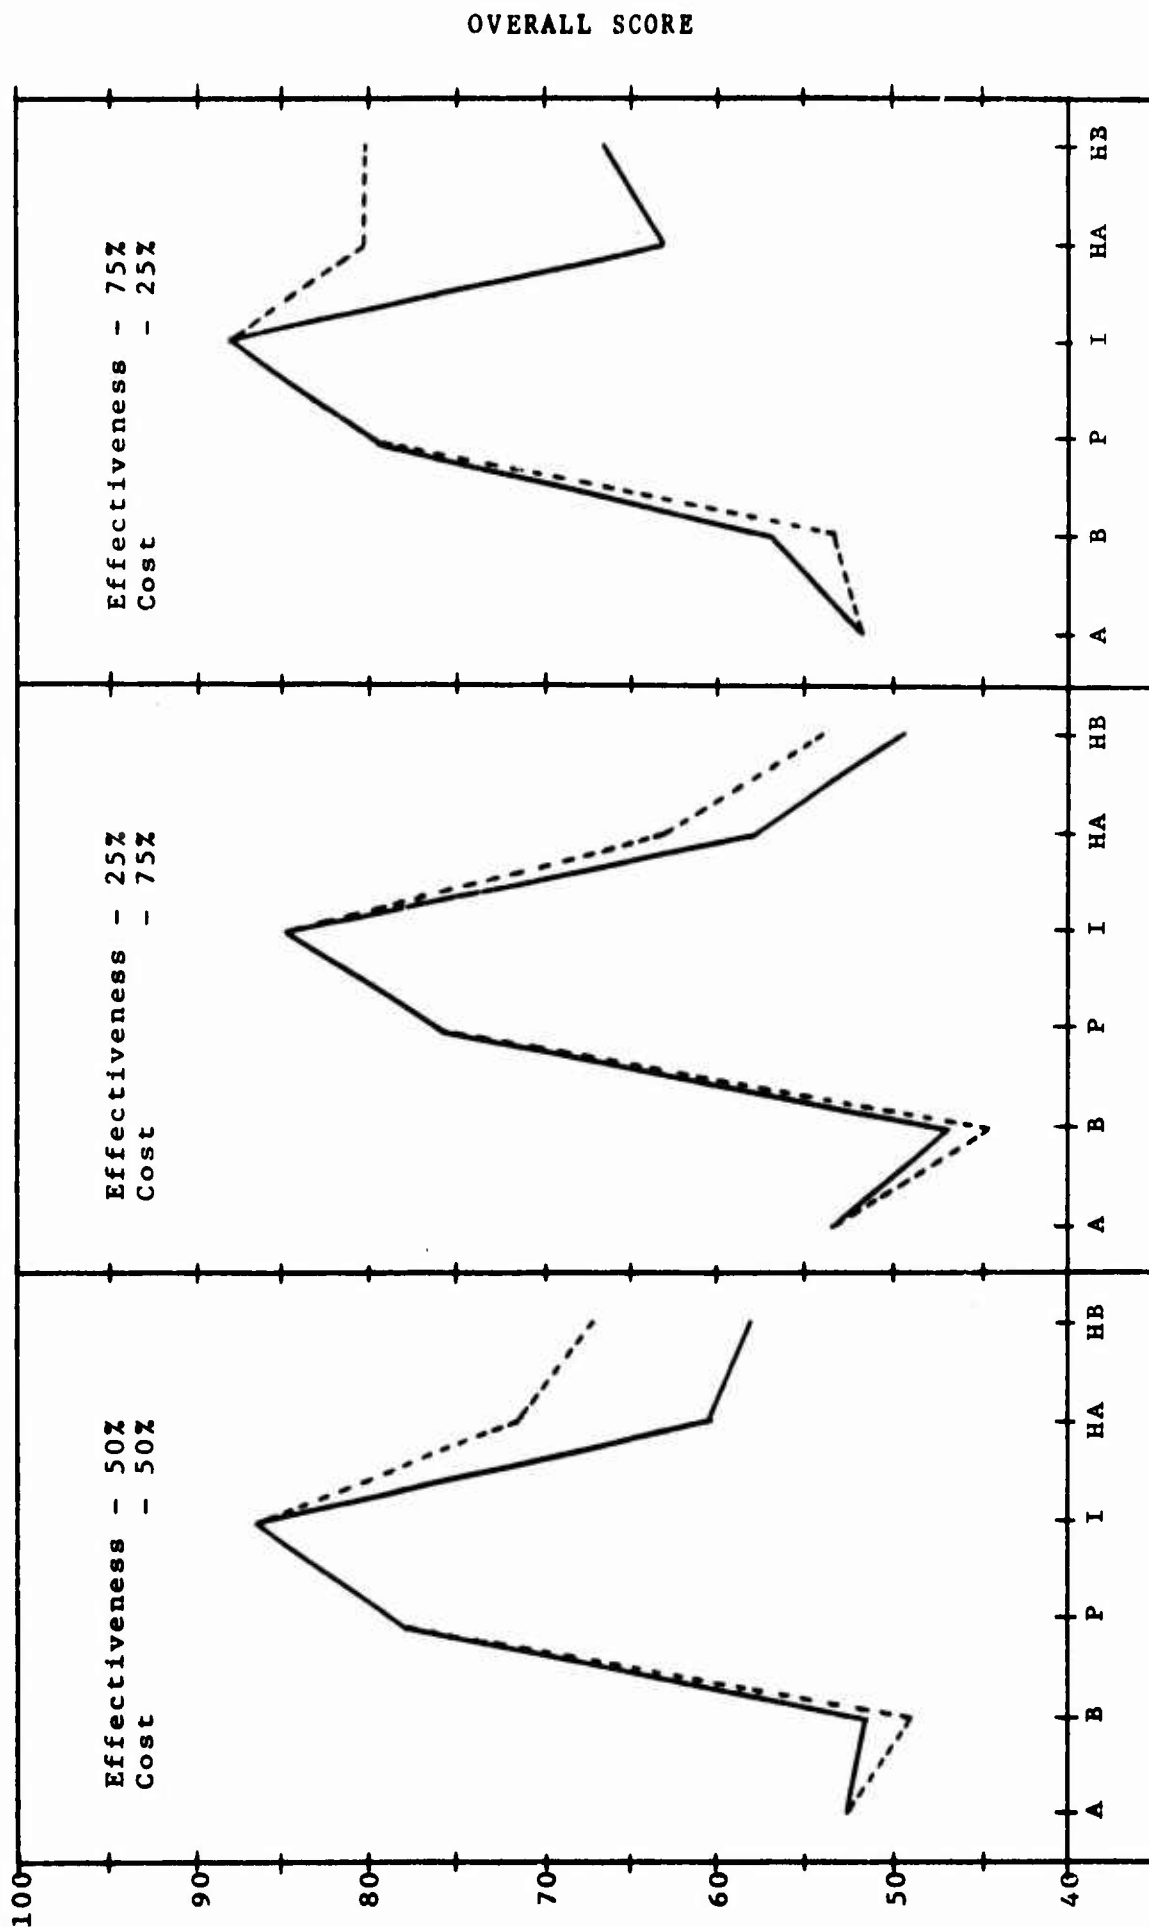 OVERALL SCORE
100
90
80
70
60
50
40
Effectiveness - 50%
Cost - 50%
A B P I HA HB
Effectiveness - 25%
Cost - 75%
A B P I HA HB
Effectiveness - 75%
Cost - 25%
A B P I HA HB